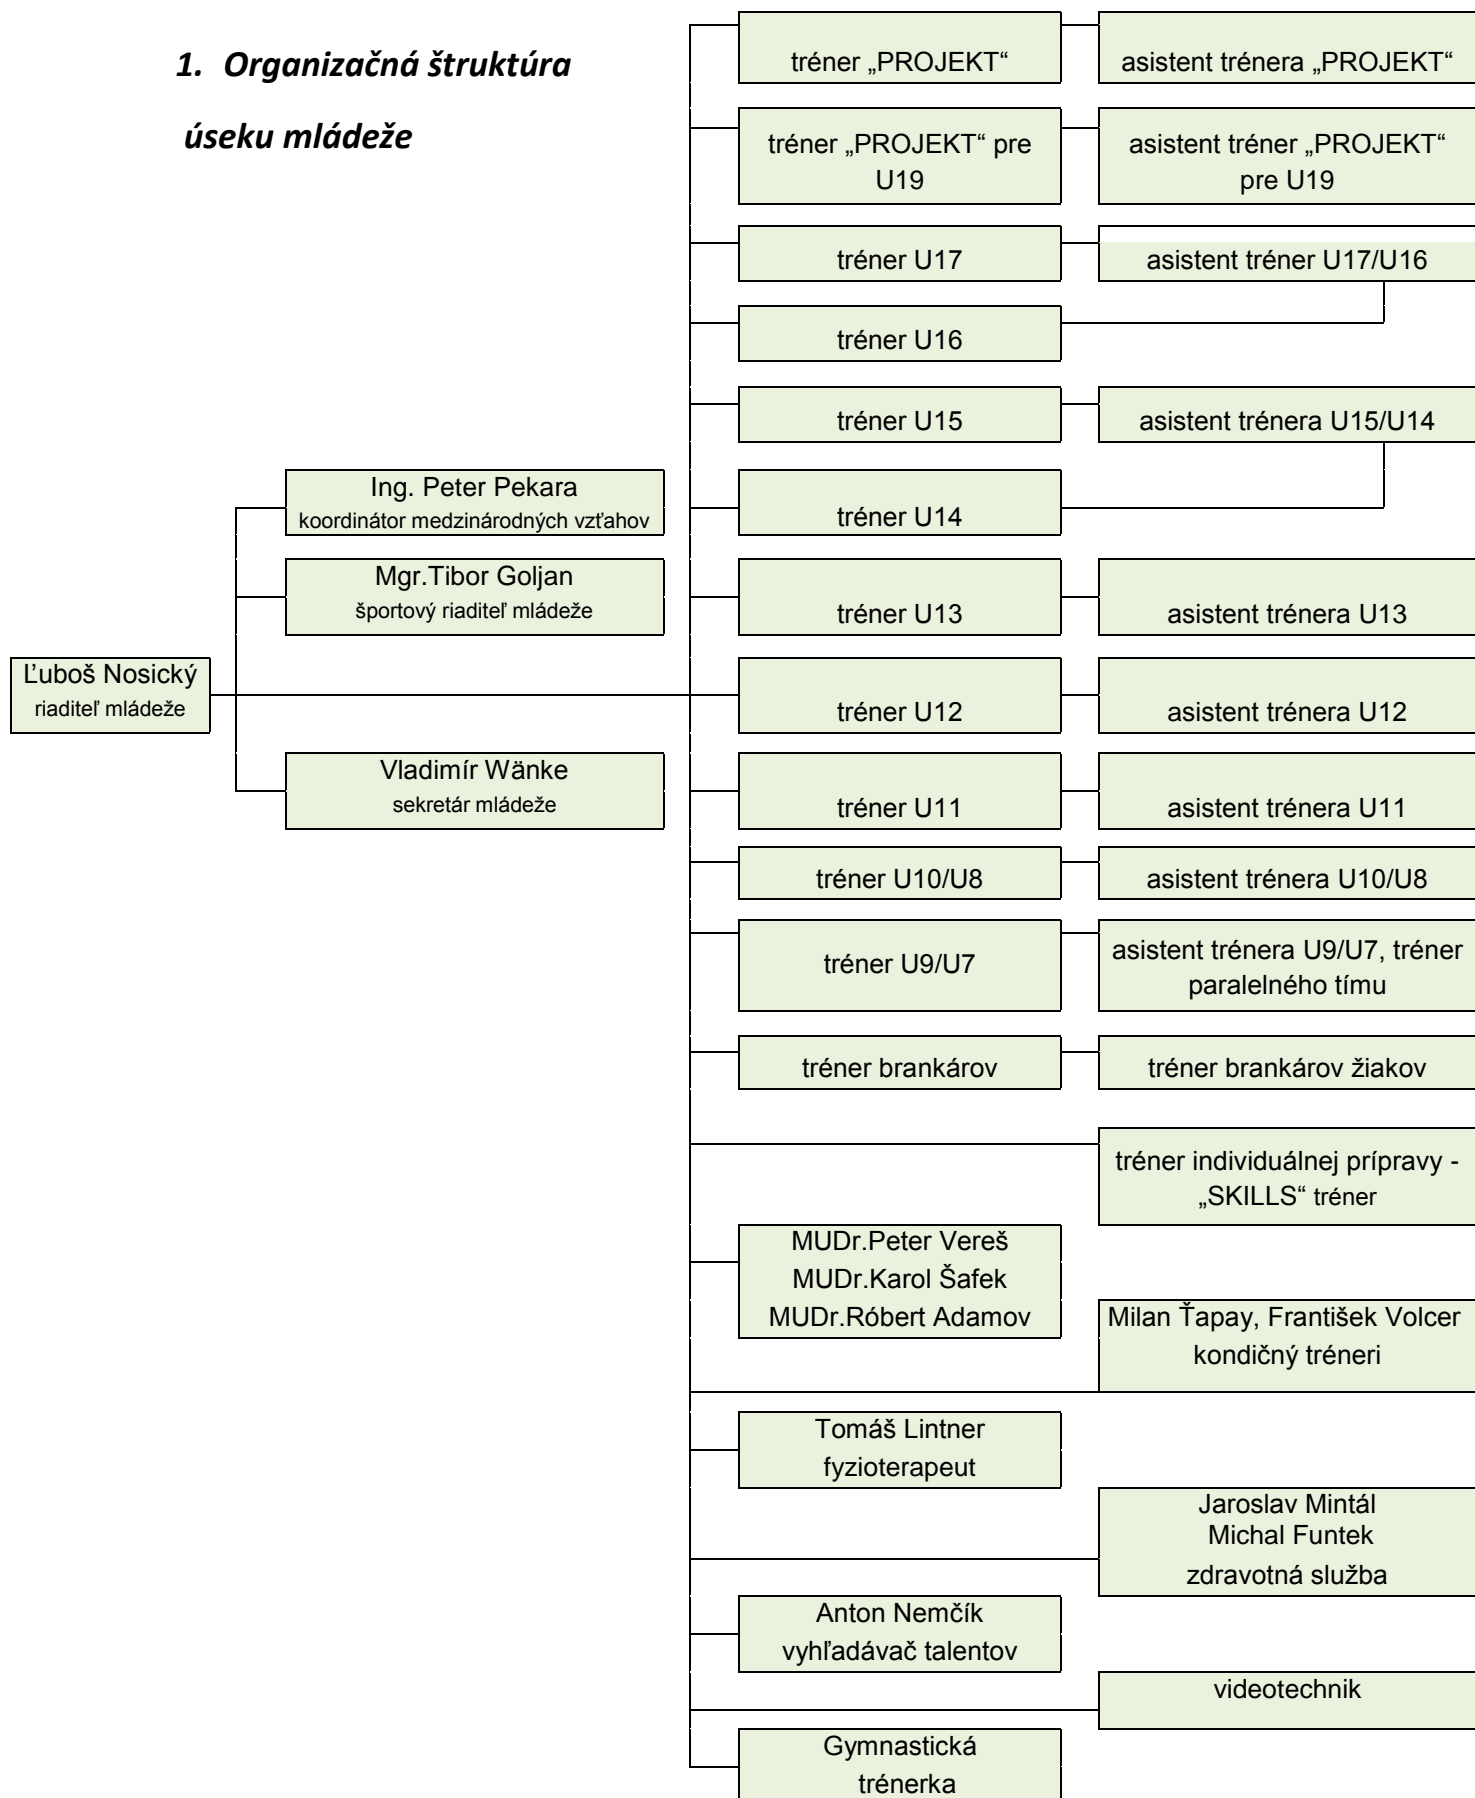 1. Organizačná štruktúra
úseku mládeže
tréner „PROJEKT“
asistent trénera „PROJEKT“
tréner „PROJEKT“ pre
U19
asistent tréner „PROJEKT“
pre U19
tréner U17
asistent tréner U17/U16
tréner U16
tréner U15
asistent trénera U15/U14
Ing. Peter Pekara
koordinátor medzinárodných vzťahov
tréner U14
Mgr.Tibor Goljan
športový riaditeľ mládeže
tréner U13
asistent trénera U13
Ľuboš Nosický
riaditeľ mládeže
tréner U12
asistent trénera U12
Vladimír Wänke
sekretár mládeže
tréner U11
asistent trénera U11
tréner U10/U8
asistent trénera U10/U8
tréner U9/U7
asistent trénera U9/U7, tréner
paralelného tímu
tréner brankárov
tréner brankárov žiakov
tréner individuálnej prípravy -
„SKILLS“ tréner
MUDr.Peter Vereš
MUDr.Karol Šafek
MUDr.Róbert Adamov
Milan Ťapay, František Volcer
kondičný tréneri
Tomáš Lintner
fyzioterapeut
Jaroslav Mintál
Michal Funtek
zdravotná služba
Anton Nemčík
vyhľadávač talentov
videotechnik
Gymnastická
trénerka